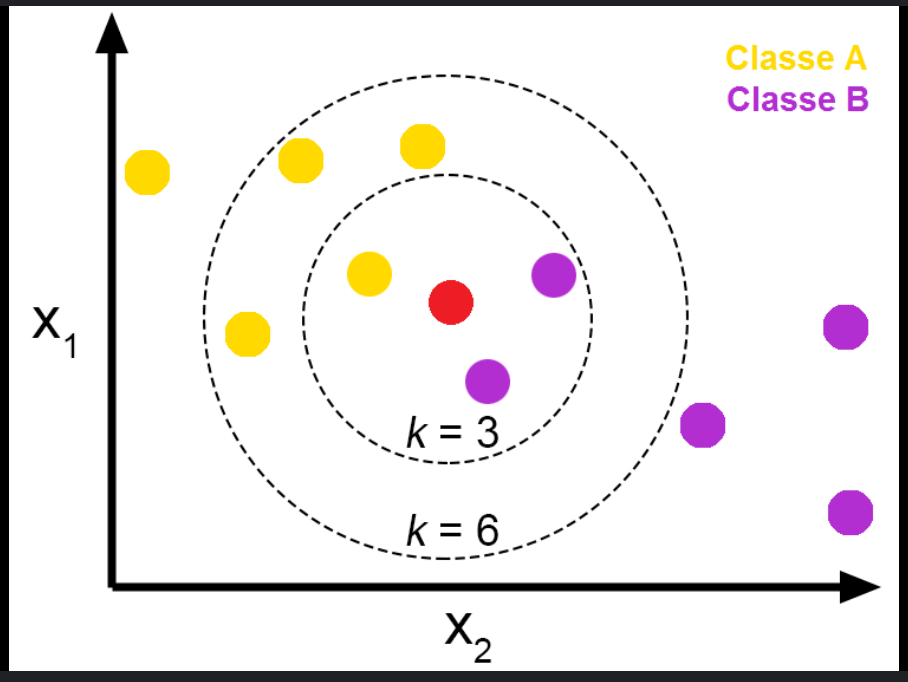 Classe A
Classe B
x₁
k = 3
k = 6
x₂